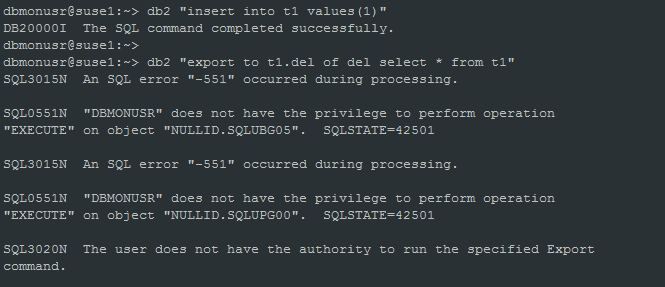 dbmonusr@suse1:~> db2 "insert into t1 values(1)"
DB20000I  The SQL command completed successfully.
dbmonusr@suse1:~>
dbmonusr@suse1:~> db2 "export to t1.del of del select * from t1"
SQL3015N  An SQL error "-551" occurred during processing.
SQL0551N  "DBMONUSR" does not have the privilege to perform operation
"EXECUTE" on object "NULLID.SQLUBG05".  SQLSTATE=42501
SQL3015N  An SQL error "-551" occurred during processing.
SQL0551N  "DBMONUSR" does not have the privilege to perform operation
"EXECUTE" on object "NULLID.SQLUPG00".  SQLSTATE=42501
SQL3020N  The user does not have the authority to run the specified Export
command.